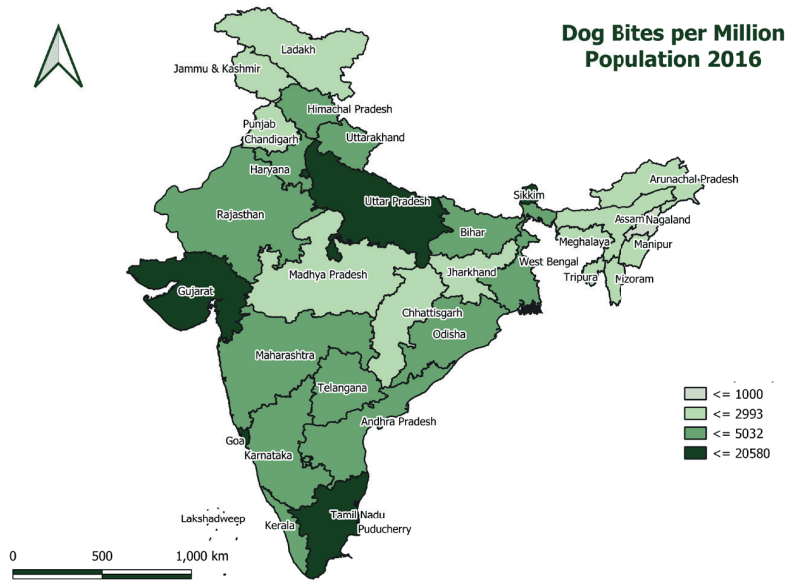 Dog Bites per Million
Population 2016
Ladakh
Jammu & Kashmir
Himachal Pradesh
Punjab
Chandigarh
Uttarakhand
Haryana
Arunachal Pradesh
Sikkim
Uttar Pradesh
Rajasthan
Assam
Nagaland
Bihar
Meghalaya
Manipur
West Bengal
Madhya Pradesh
Jharkhand
Tripura
Mizoram
Gujarat
Chhattisgarh
Odisha
Maharashtra
Telangana
<= 1000
<= 2993
<= 5032
<= 20580
Andhra Pradesh
Goa
Karnataka
Lakshadweep
Kerala
Tamil Nadu
Puducherry
0 500 1,000 km